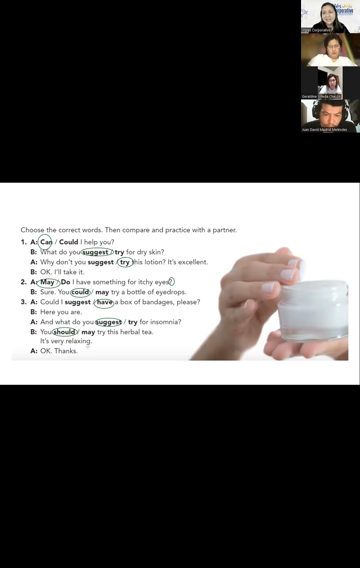 Choose the correct words. Then compare and practice with a partner.
1. A: Can / Could I help you?
B: What do you suggest / try for dry skin?
A: Why don't you suggest / try this lotion? It's excellent.
B: OK. I'll take it.
2. A: May / Do I have something for itchy eyes?
B: Sure. You could / may try a bottle of eyedrops.
3. A: Could I suggest / have a box of bandages, please?
B: Here you are.
A: And what do you suggest / try for insomnia?
B: You should / may try this herbal tea.
It's very relaxing.
A: OK. Thanks.